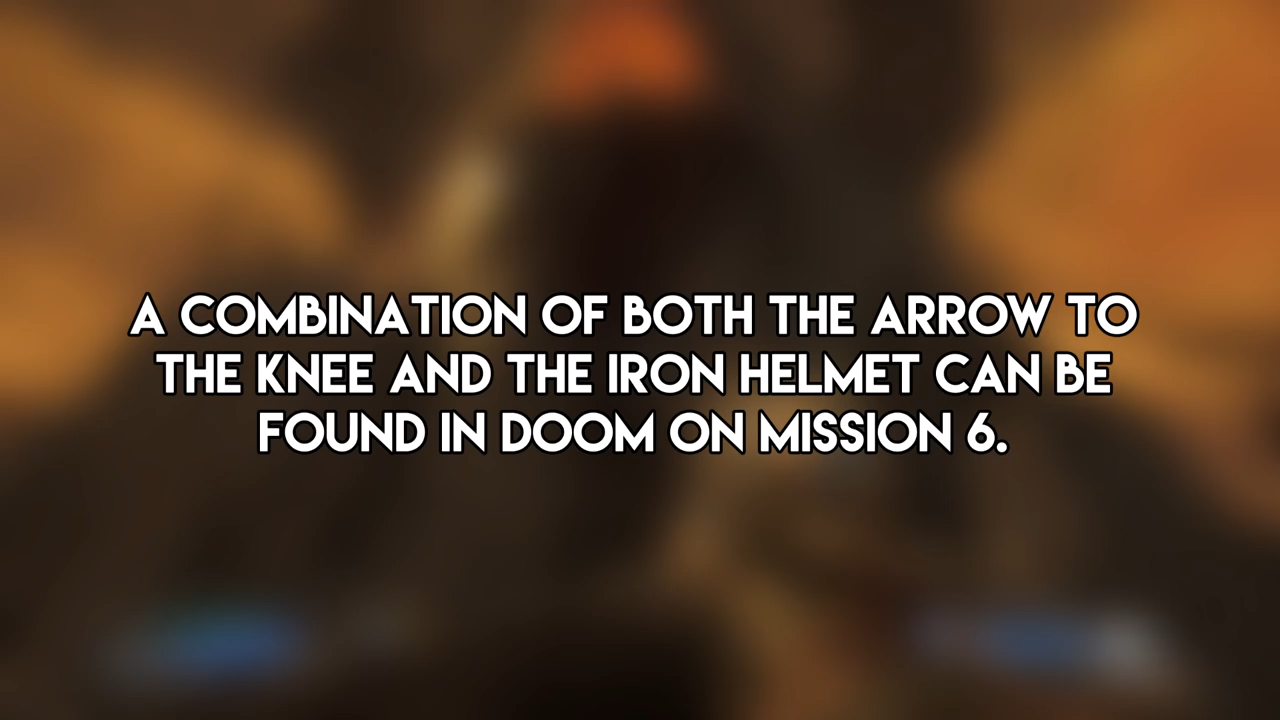 A COMBINATION OF BOTH THE ARROW TO
THE KNEE AND THE IRON HELMET CAN BE
FOUND IN DOOM ON MISSION 6.